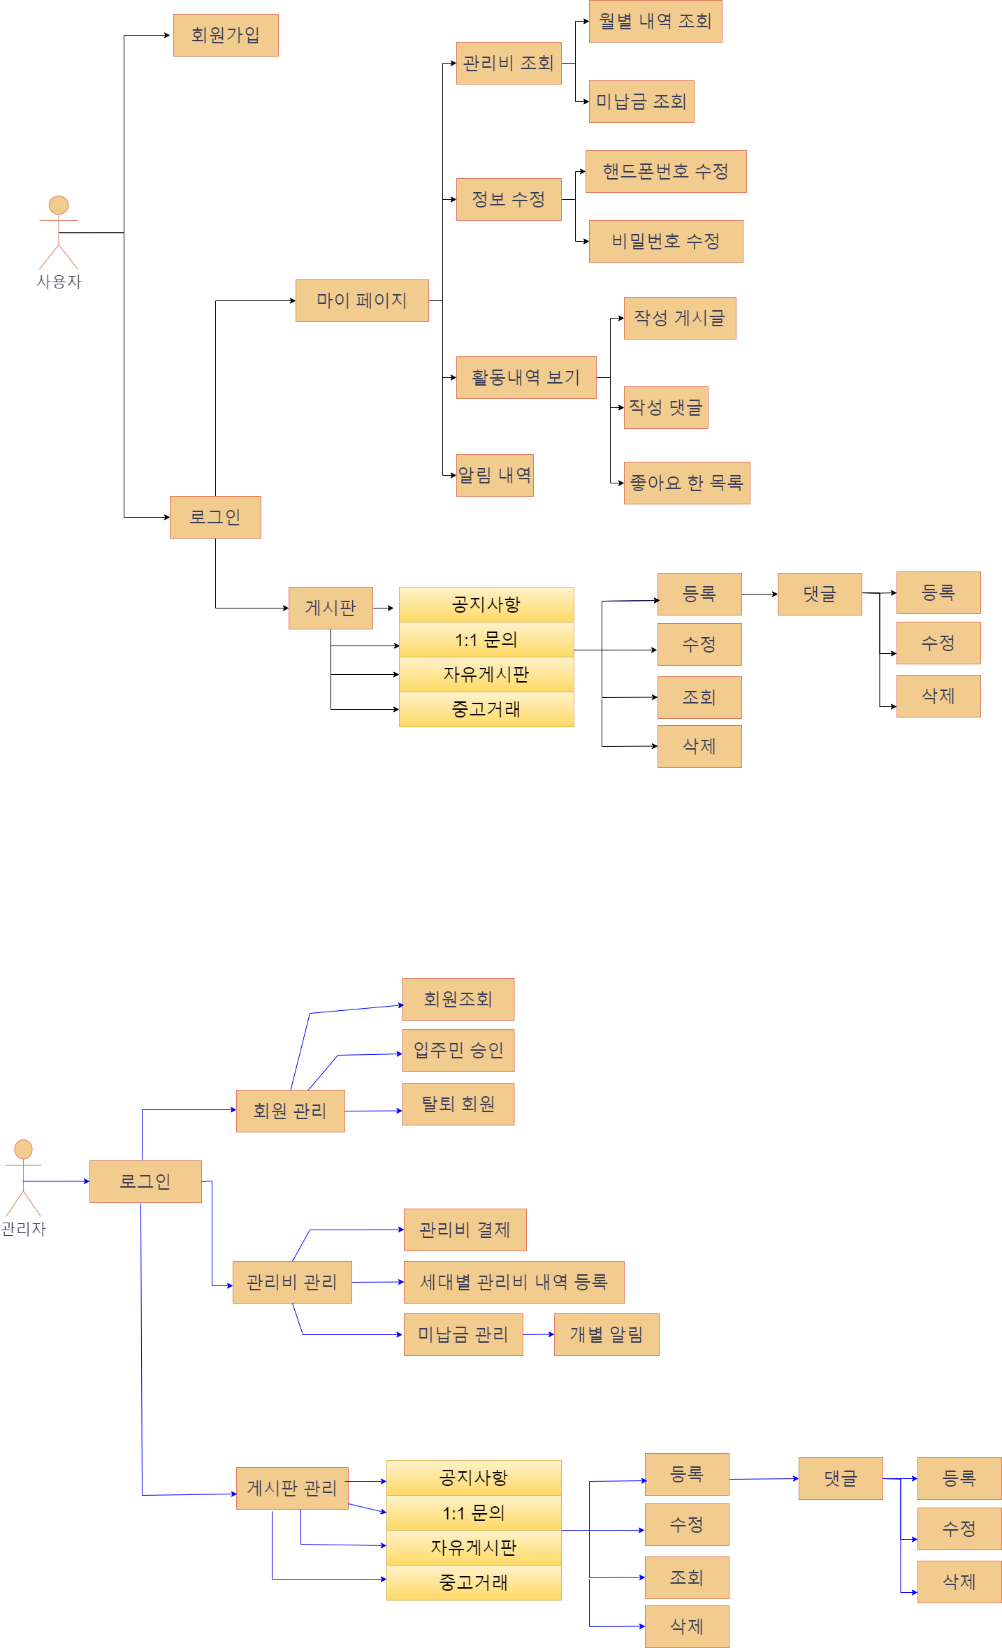 회원가입
월별 내역 조회
관리비 조회
미납금 조회
핸드폰번호 수정
정보 수정
비밀번호 수정
사용자
마이 페이지
작성 게시글
활동내역 보기
작성 댓글
알림 내역
좋아요 한 목록
로그인
게시판
공지사항
1:1 문의
자유게시판
중고거래
등록
수정
조회
삭제
댓글
등록
수정
삭제
회원조회
입주민 승인
회원 관리
탈퇴 회원
관리자
로그인
관리비 결제
관리비 관리
세대별 관리비 내역 등록
미납금 관리
개별 알림
게시판 관리
공지사항
1:1 문의
자유게시판
중고거래
등록
수정
조회
삭제
댓글
등록
수정
삭제